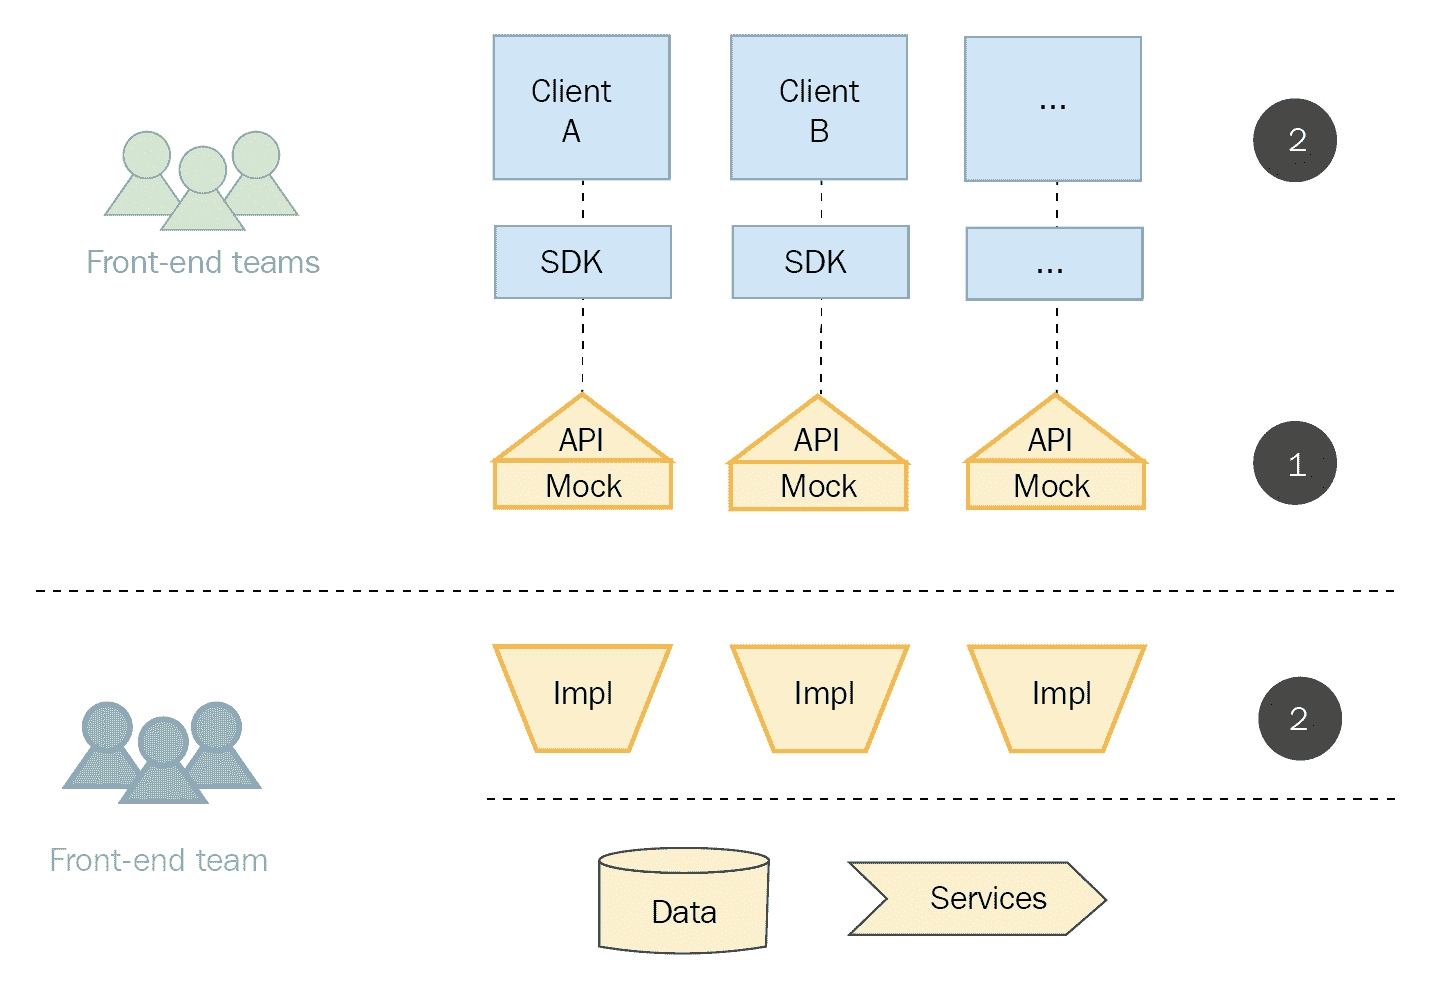 Client
A
Client
B
...
2
Front-end teams
SDK
SDK
...
API
API
API
1
Mock
Mock
Mock
Impl
Impl
Impl
2
Front-end team
Data
Services